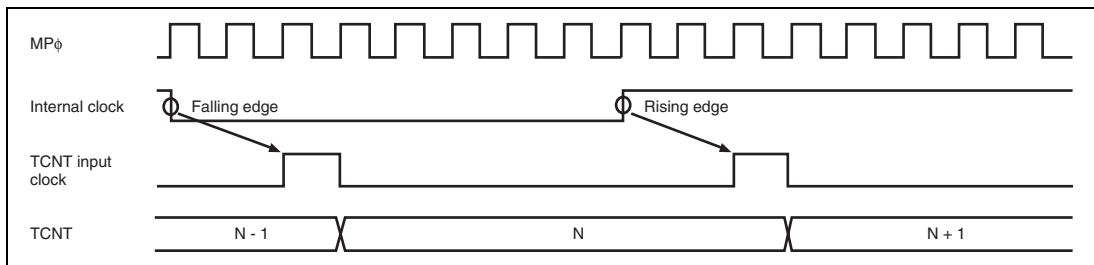 MPϕ
Internal clock
Falling edge
Rising edge
TCNT input
clock
TCNT
N - 1
N
N + 1